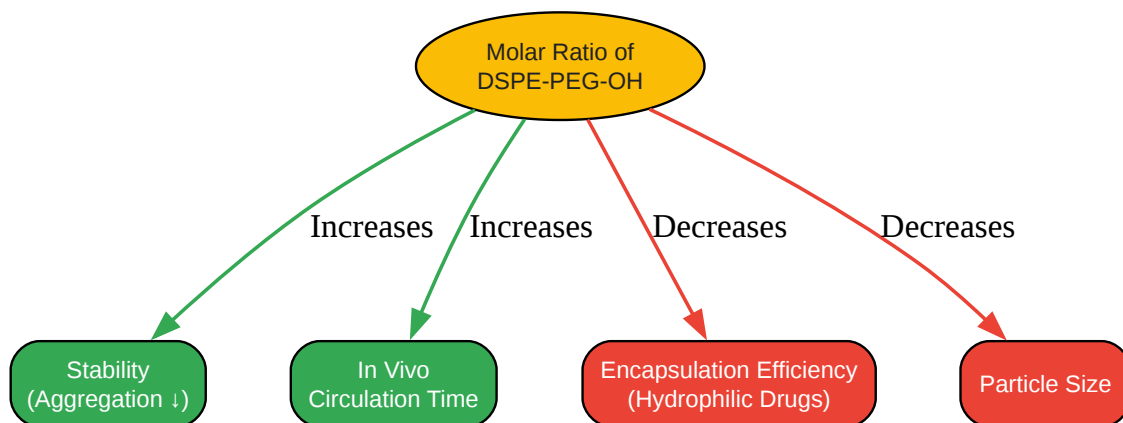 Molar Ratio of
DSPE-PEG-OH
Increases
Increases
Decreases
Decreases
Stability
(Aggregation ↓)
In Vivo
Circulation Time
Encapsulation Efficiency
(Hydrophilic Drugs)
Particle Size